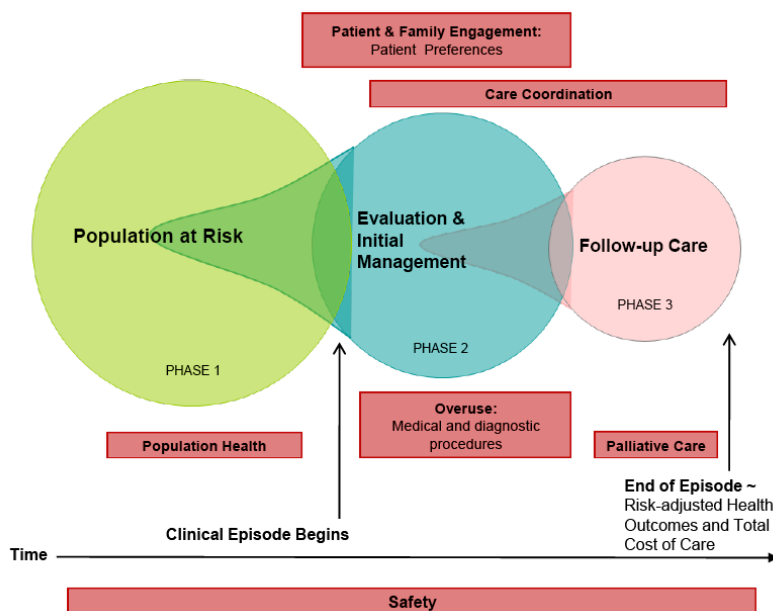 Patient & Family Engagement:
Patient Preferences
Care Coordination
Population at Risk
Evaluation &
Initial
Management
Follow-up Care
PHASE 1
PHASE 2
PHASE 3
Population Health
Overuse:
Medical and diagnostic
procedures
Palliative Care
Clinical Episode Begins
End of Episode ~
Risk-adjusted Health
Outcomes and Total
Cost of Care
Time
Safety